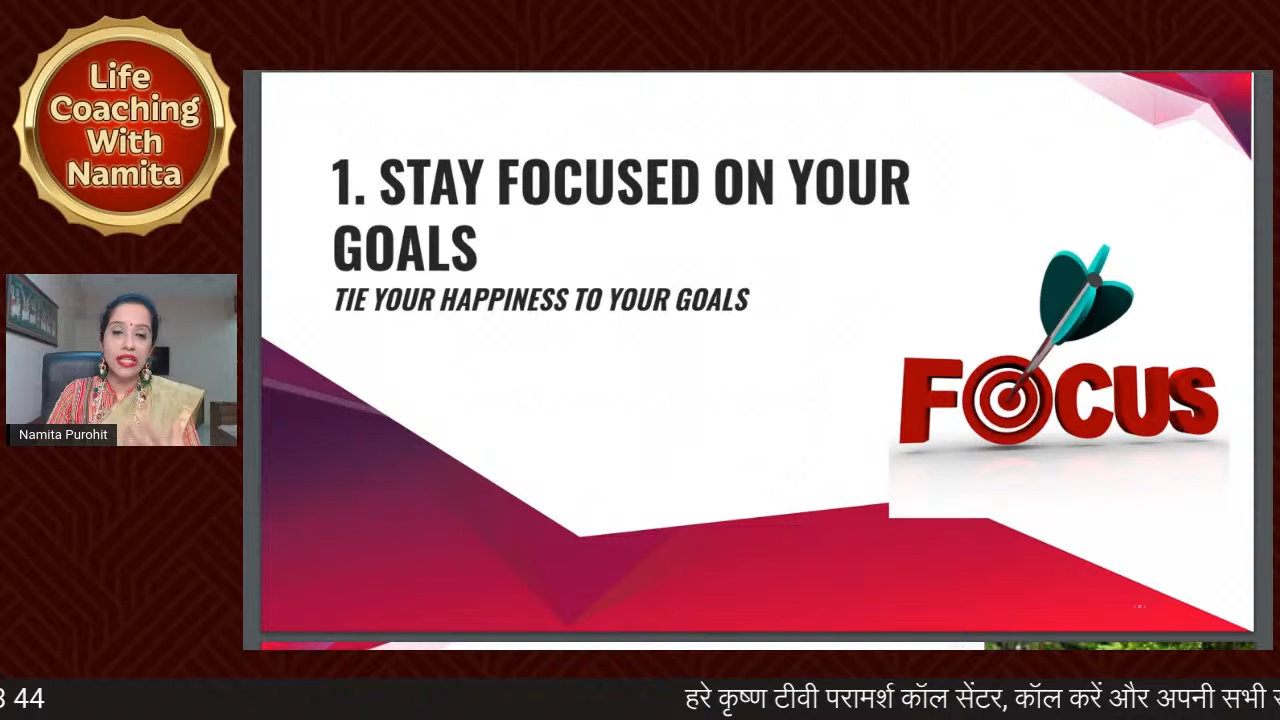 Life
Coaching
With
Namita
1. STAY FOCUSED ON YOUR
GOALS
TIE YOUR HAPPINESS TO YOUR GOALS
FOCUS
Namita Purohit
44
हरे कृष्ण टीवी परामर्श कॉल सेंटर, कॉल करें और अपनी सभी